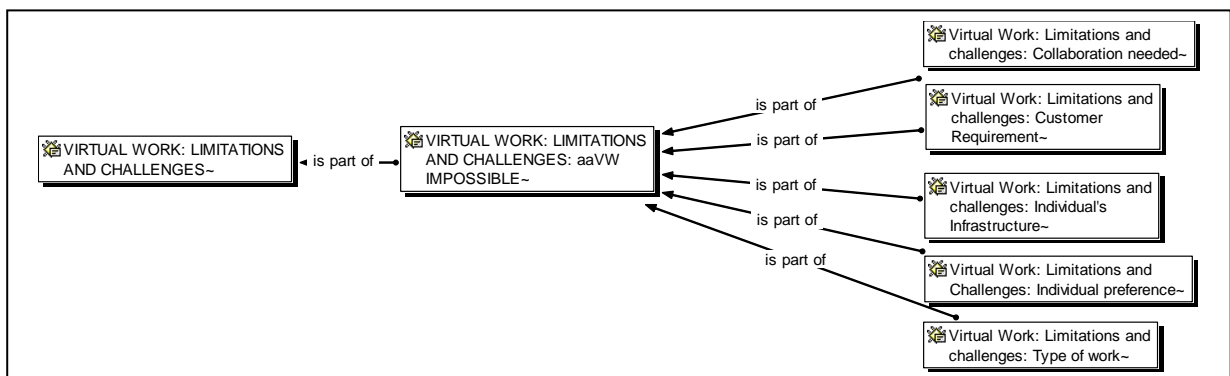 VIRTUAL WORK: LIMITATIONS
AND CHALLENGES~
is part of
VIRTUAL WORK: LIMITATIONS
AND CHALLENGES: aaVW
IMPOSSIBLE~
is part of
is part of
is part of
is part of
is part of
Virtual Work: Limitations and
challenges: Collaboration needed~
Virtual Work: Limitations and
challenges: Customer
Requirement~
Virtual Work: Limitations and
challenges: Individual's
Infrastructure~
Virtual Work: Limitations and
Challenges: Individual preference~
Virtual Work: Limitations and
challenges: Type of work~